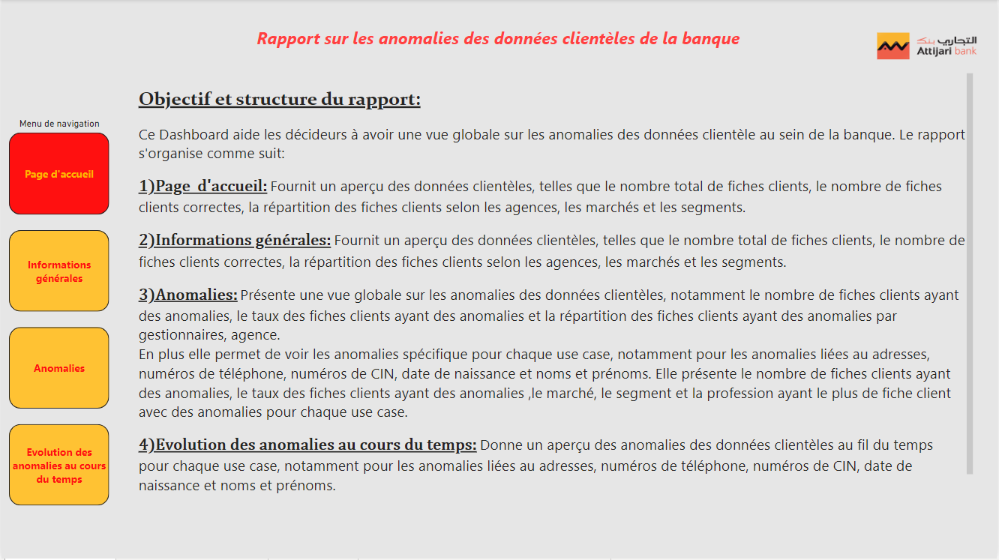 Rapport sur les anomalies des données clientèles de la banque
التجاري بنك
Attijari bank
Objectif et structure du rapport:
Menu de navigation
Page d'accueil
Informations
générales
Anomalies
Evolution des
anomalies au cours
du temps
Ce Dashboard aide les décideurs à avoir une vue globale sur les anomalies des données clientèle au sein de la banque. Le rapport
s'organise comme suit:
1)Page  d'accueil: Fournit un aperçu des données clientèles, telles que le nombre total de fiches clients, le nombre de fiches
clients correctes, la répartition des fiches clients selon les agences, les marchés et les segments.
2)Informations générales: Fournit un aperçu des données clientèles, telles que le nombre total de fiches clients, le nombre de
fiches clients correctes, la répartition des fiches clients selon les agences, les marchés et les segments.
3)Anomalies: Présente une vue globale sur les anomalies des données clientèles, notamment le nombre de fiches clients ayant
des anomalies, le taux des fiches clients ayant des anomalies et la répartition des fiches clients ayant des anomalies par
gestionnaires, agence.
En plus elle permet de voir les anomalies spécifique pour chaque use case, notamment pour les anomalies liées au adresses,
numéros de téléphone, numéros de CIN, date de naissance et noms et prénoms. Elle présente le nombre de fiches clients ayant
des anomalies, le taux des fiches clients ayant des anomalies ,le marché, le segment et la profession ayant le plus de fiche client
avec des anomalies pour chaque use case.
4)Evolution des anomalies au cours du temps: Donne un aperçu des anomalies des données clientèles au fil du temps
pour chaque use case, notamment pour les anomalies liées au adresses, numéros de téléphone, numéros de CIN, date de
naissance et noms et prénoms.